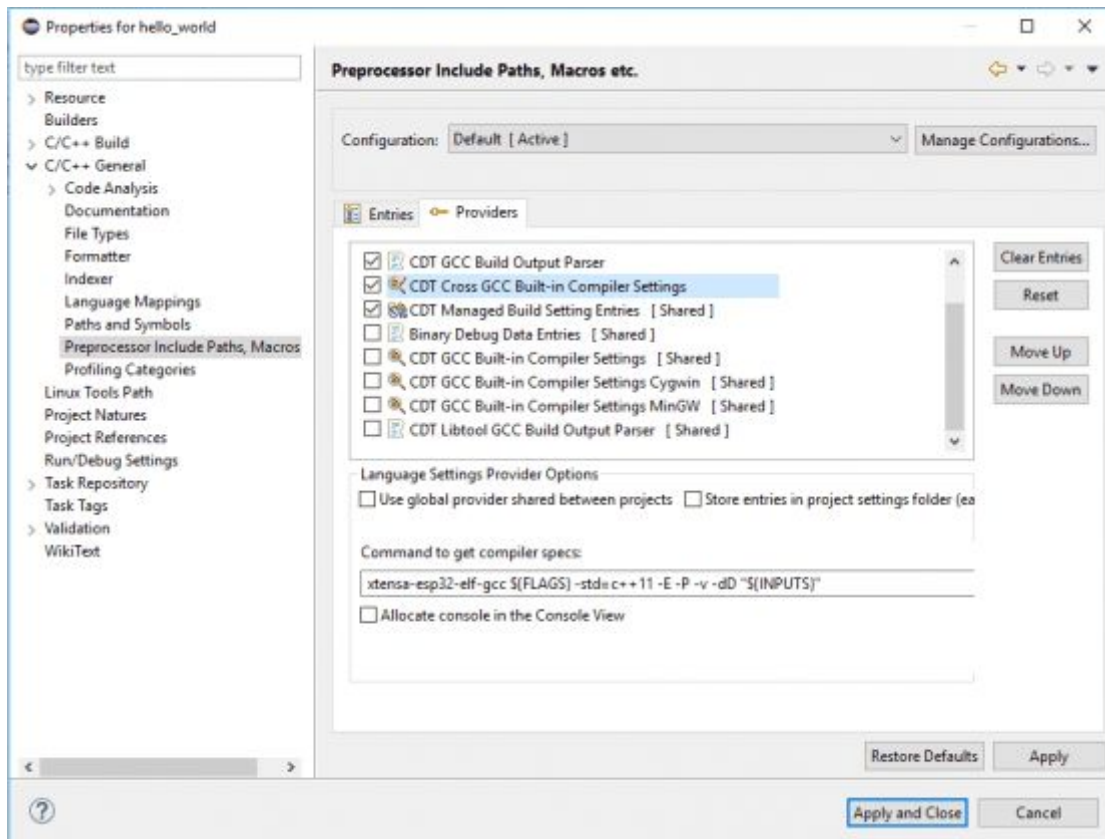 Properties for hello_world
type filter text
Resource
Builders
C/C++ Build
C/C++ General
Code Analysis
Documentation
File Types
Formatter
Indexer
Language Mappings
Paths and Symbols
Preprocessor Include Paths, Macros
Profiling Categories
Linux Tools Path
Project Natures
Project References
Run/Debug Settings
Task Repository
Task Tags
Validation
WikiText
Preprocessor Include Paths, Macros etc.
Configuration: Default [ Active ] Manage Configurations...
Entries Providers
CDT GCC Build Output Parser
CDT Cross GCC Built-in Compiler Settings
CDT Managed Build Setting Entries [ Shared ]
Binary Debug Data Entries [ Shared ]
CDT GCC Built-in Compiler Settings [ Shared ]
CDT GCC Built-in Compiler Settings Cygwin [ Shared ]
CDT GCC Built-in Compiler Settings MinGW [ Shared ]
CDT Libtool GCC Build Output Parser [ Shared ]
Clear Entries
Reset
Move Up
Move Down
Language Settings Provider Options
Use global provider shared between projects Store entries in project settings folder (ea
Command to get compiler specs:
xtensa-esp32-elf-gcc ${FLAGS} -std=c++11 -E -P -v -dD "${INPUTS}"
Allocate console in the Console View
Restore Defaults Apply
Apply and Close Cancel